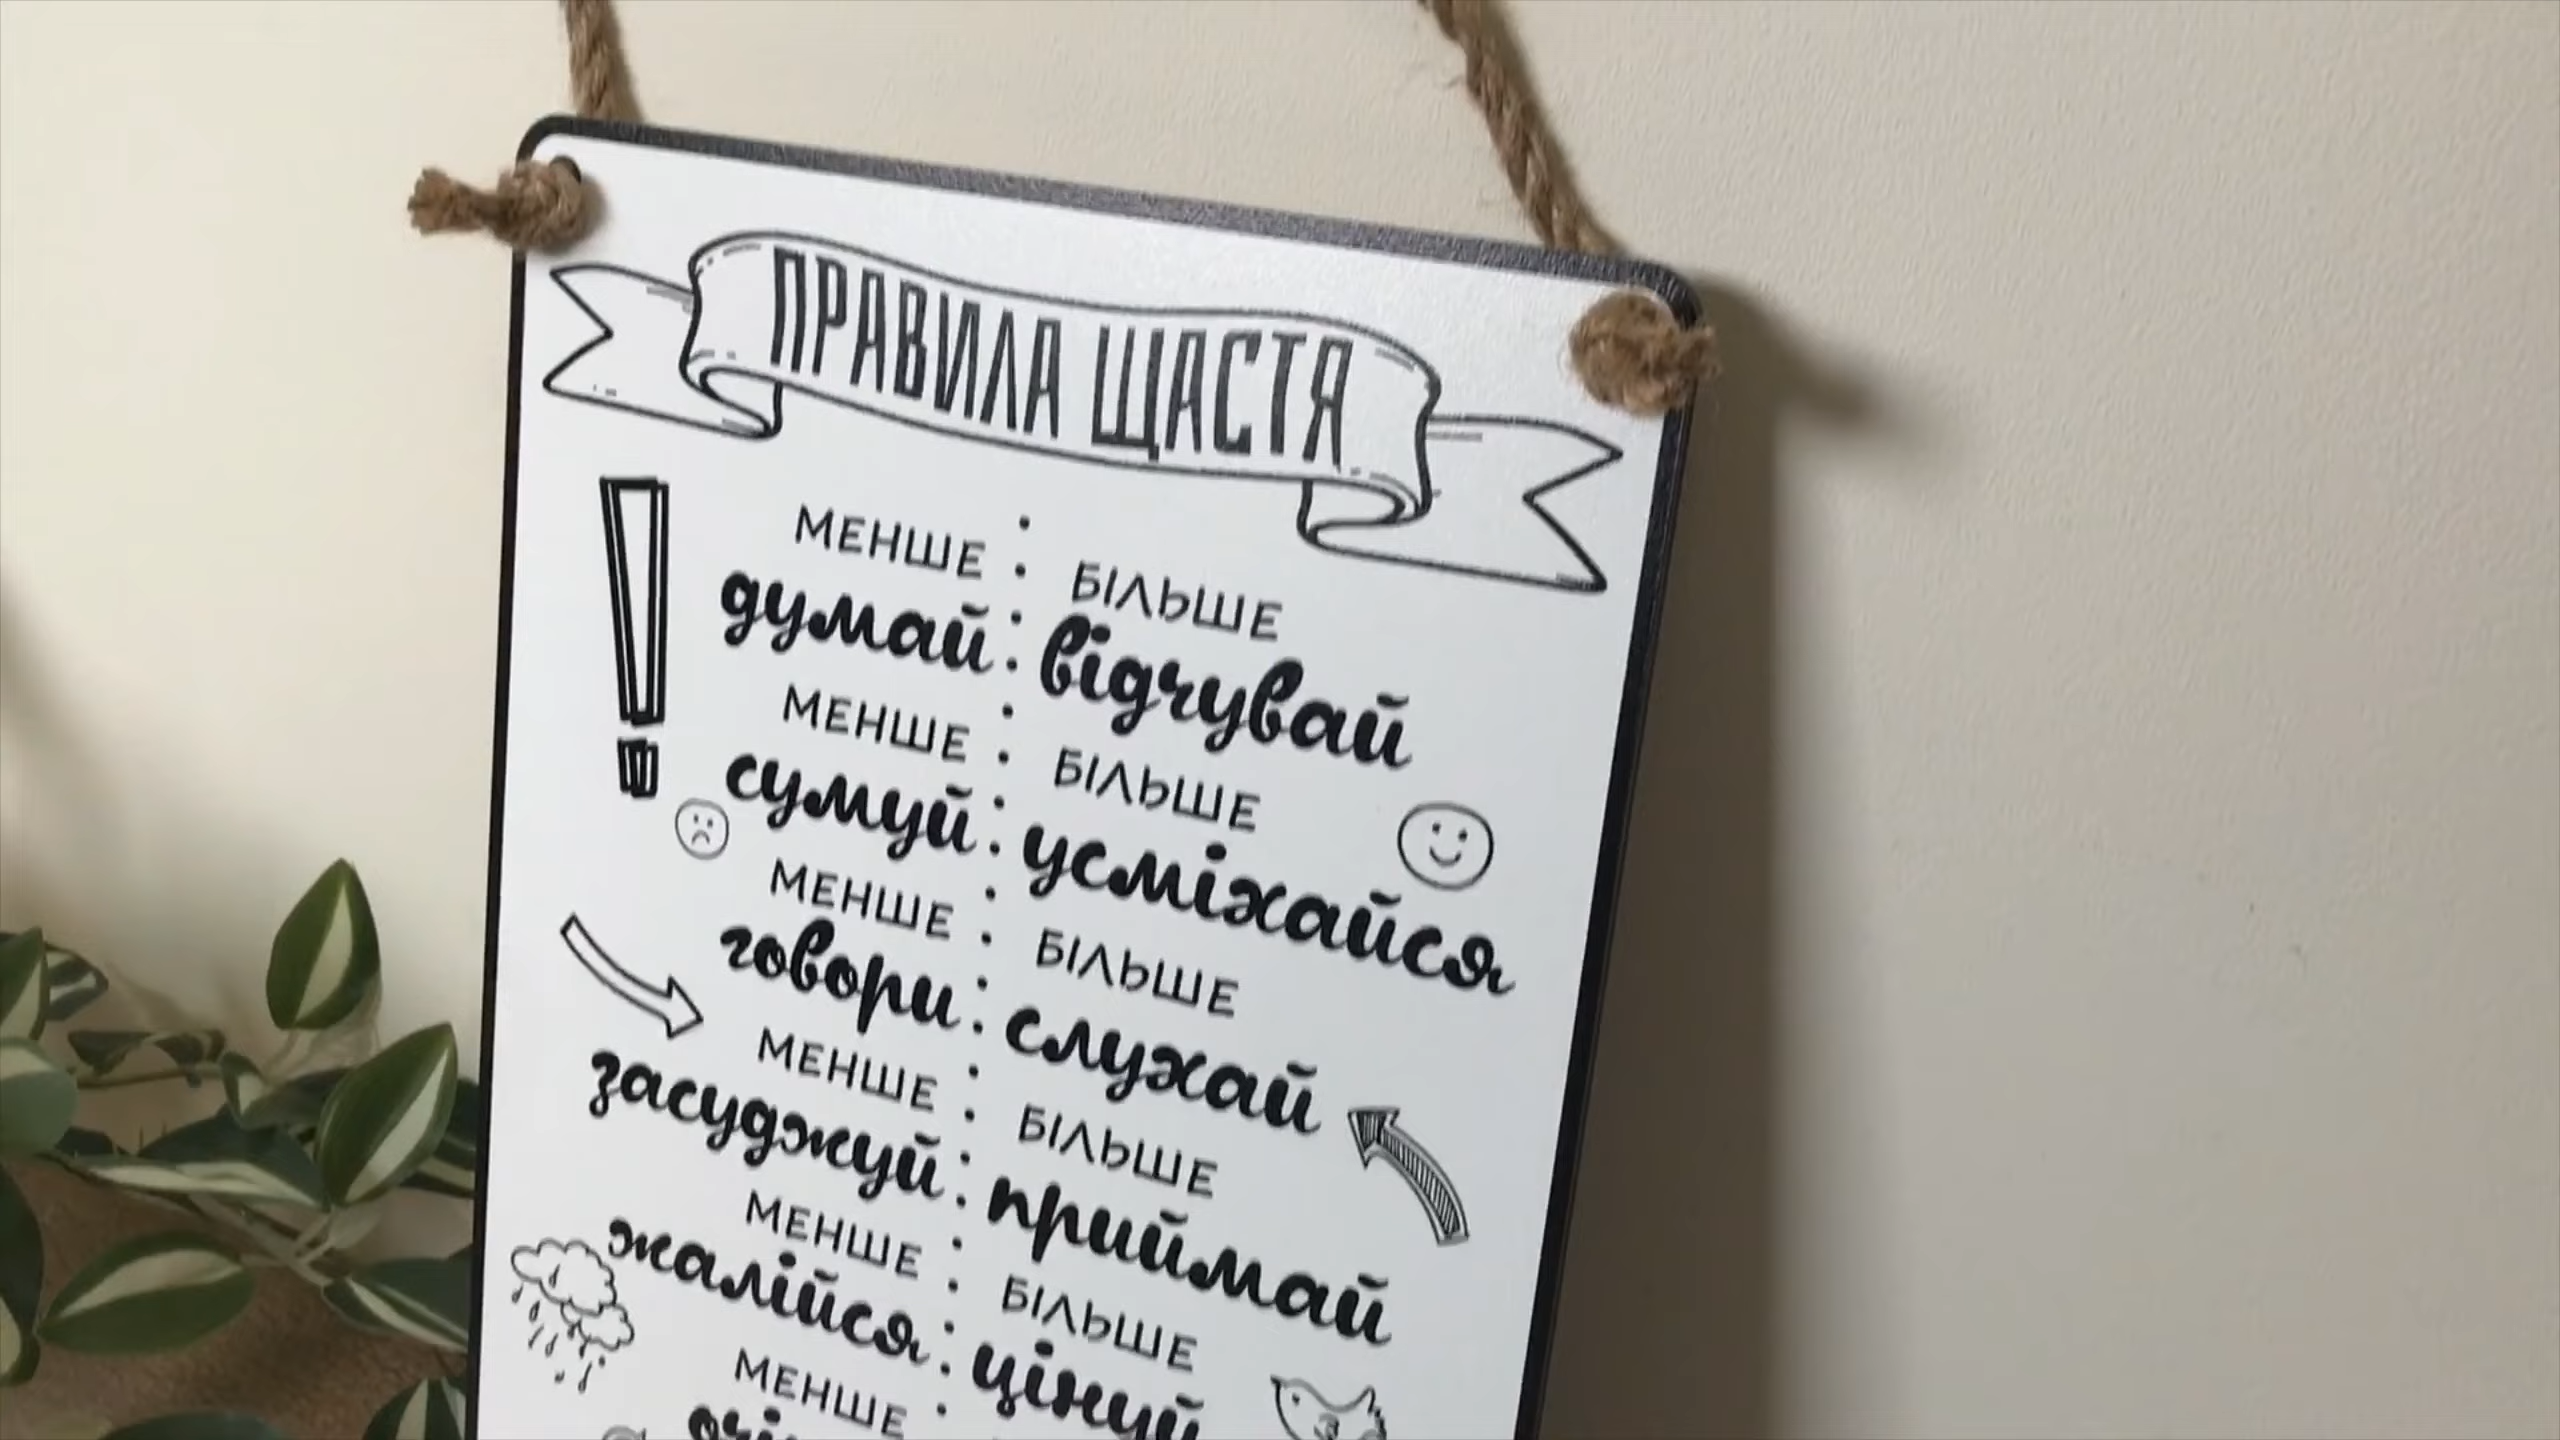 ПРАВИЛА ЩАСТЯ
МЕНШЕ БІЛЬШЕ
думай відчувай
МЕНШЕ БІЛЬШЕ
сумуй усміхайся
МЕНШЕ БІЛЬШЕ
говори слухай
МЕНШЕ БІЛЬШЕ
засуджуй приймай
МЕНШЕ БІЛЬШЕ
жалійся цінуй
МЕНШЕ